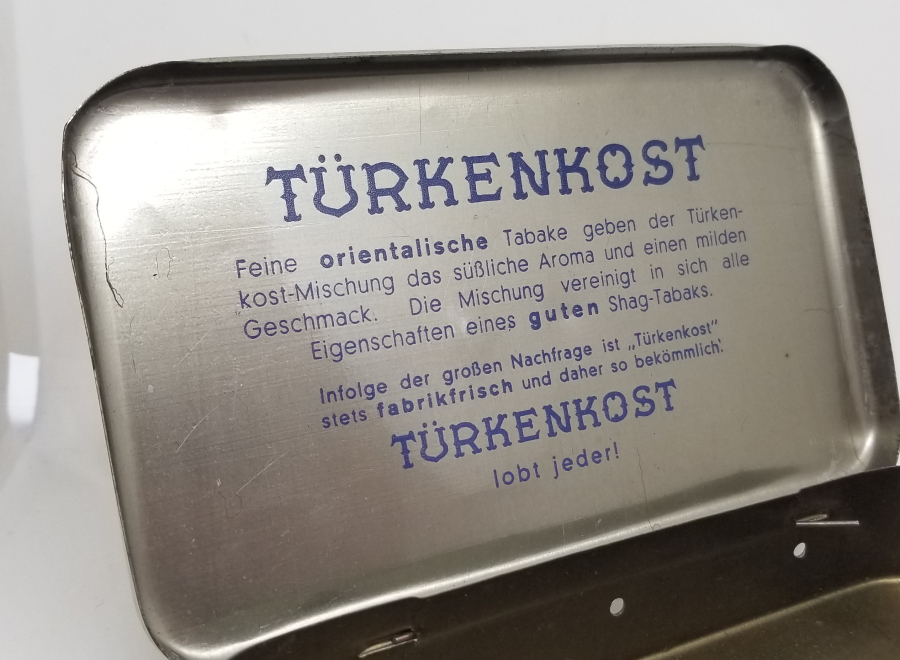 TÜRKENKOST
Feine orientalische Tabake geben der Türken-
kost-Mischung das süßliche Aroma und einen milden
Geschmack. Die Mischung vereinigt in sich alle
Eigenschaften eines guten Shag-Tabaks.
Infolge der großen Nachfrage ist „Türkenkost"
stets fabrikfrisch und daher so bekömmlich.
TÜRKENKOST
lobt jeder!